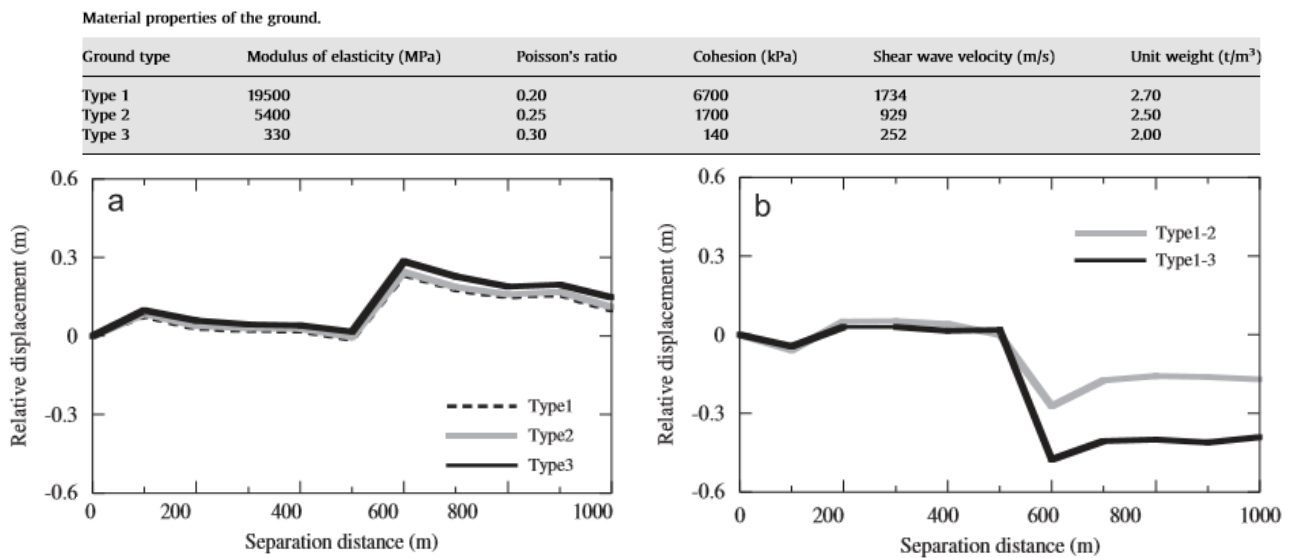 Material properties of the ground.
Ground type Modulus of elasticity (MPa) Poisson's ratio Cohesion (kPa) Shear wave velocity (m/s) Unit weight (t/m³)
Type 1 19500 0.20 6700 1734 2.70
Type 2 5400 0.25 1700 929 2.50
Type 3 330 0.30 140 252 2.00
a
Relative displacement (m)
0.6
0.3
0
-0.3
-0.6
Type1
Type2
Type3
0 200 400 600 800 1000
Separation distance (m)
b
Relative displacement (m)
0.6
0.3
0
-0.3
-0.6
Type1-2
Type1-3
0 200 400 600 800 1000
Separation distance (m)